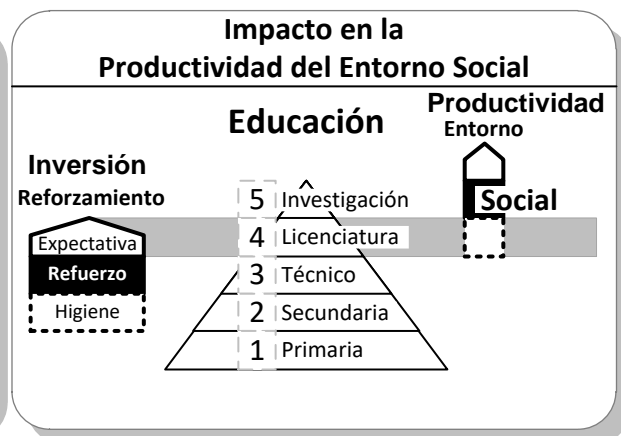 Impacto en la
Productividad del Entorno Social
Educación
Productividad
Entorno
Inversión
Reforzamiento
5 Investigación
Social
Expectativa
4 Licenciatura
Refuerzo
3 Técnico
Higiene
2 Secundaria
1 Primaria